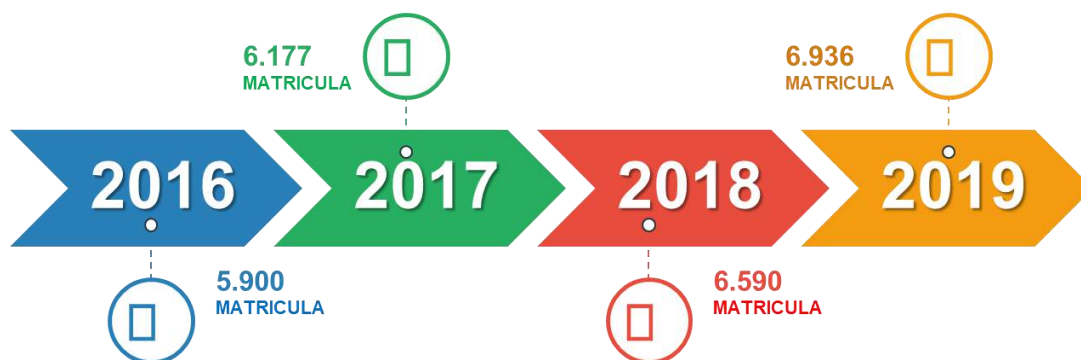 6.177
MATRICULA
6.936
MATRICULA
2016
2017
2018
2019
5.900
MATRICULA
6.590
MATRICULA